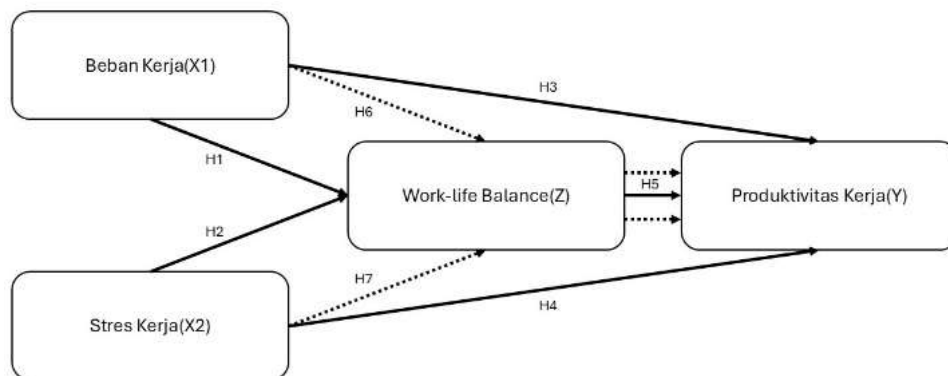 Beban Kerja(X1)
H3
H6
H1
Work-life Balance(Z)
H5
Produktivitas Kerja(Y)
H2
H7
H4
Stres Kerja(X2)